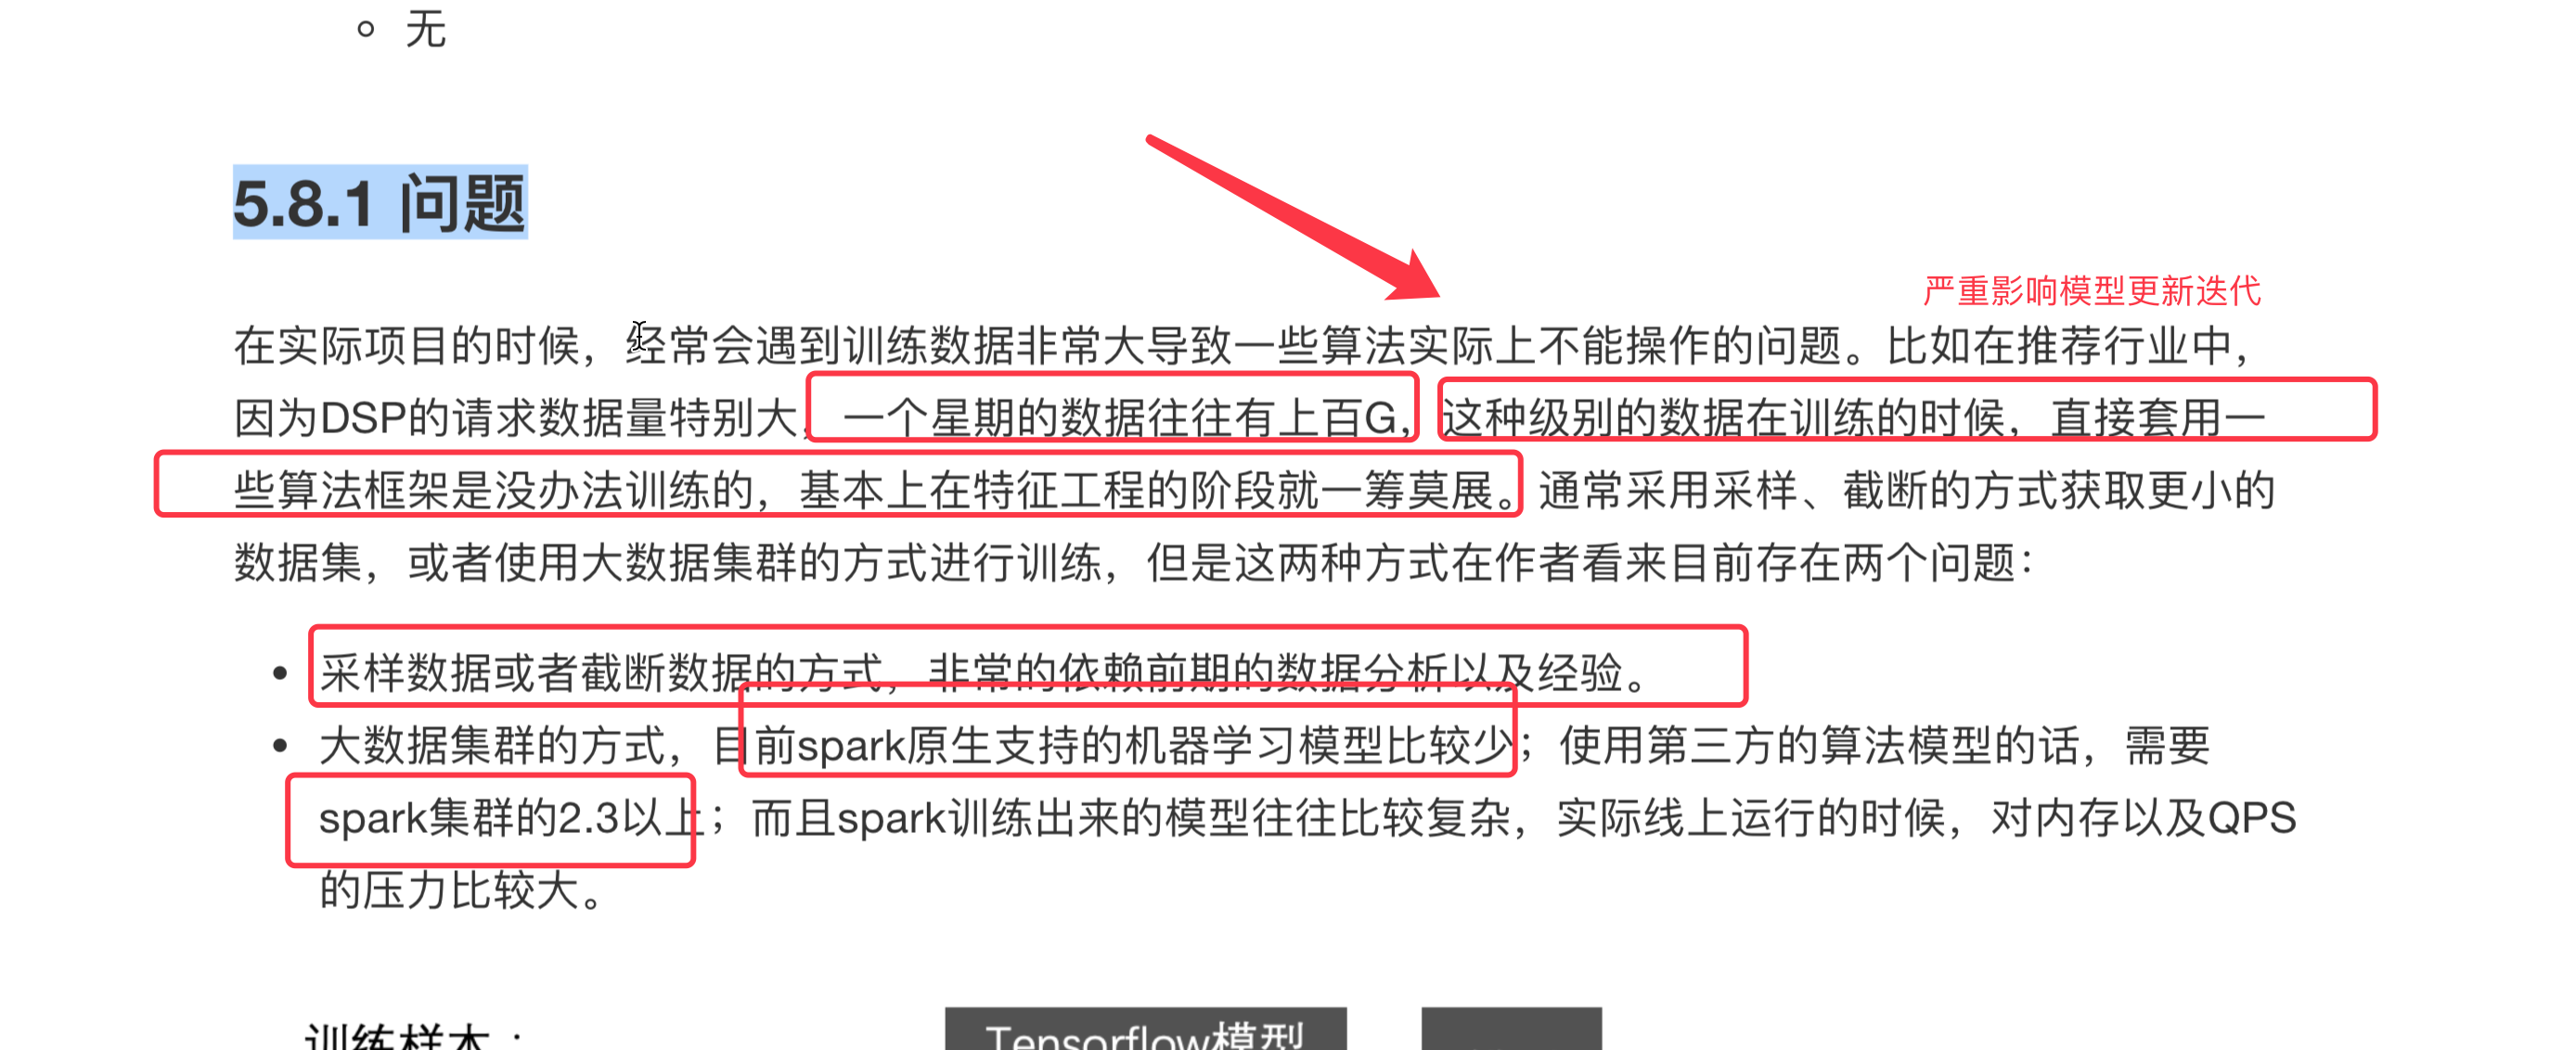 无
5.8.1 问题
严重影响模型更新迭代
在实际项目的时候，经常会遇到训练数据非常大导致一些算法实际上不能操作的问题。比如在推荐行业中，
因为DSP的请求数据量特别大，一个星期的数据往往有上百G，这种级别的数据在训练的时候，直接套用一
些算法框架是没办法训练的，基本上在特征工程的阶段就一筹莫展。通常采用采样、截断的方式获取更小的
数据集，或者使用大数据集群的方式进行训练，但是这两种方式在作者看来目前存在两个问题：
采样数据或者截断数据的方式，非常的依赖前期的数据分析以及经验。
大数据集群的方式，目前spark原生支持的机器学习模型比较少；使用第三方的算法模型的话，需要
spark集群的2.3以上；而且spark训练出来的模型往往比较复杂，实际线上运行的时候，对内存以及QPS
的压力比较大。
训练样本：
Tensorflow模型